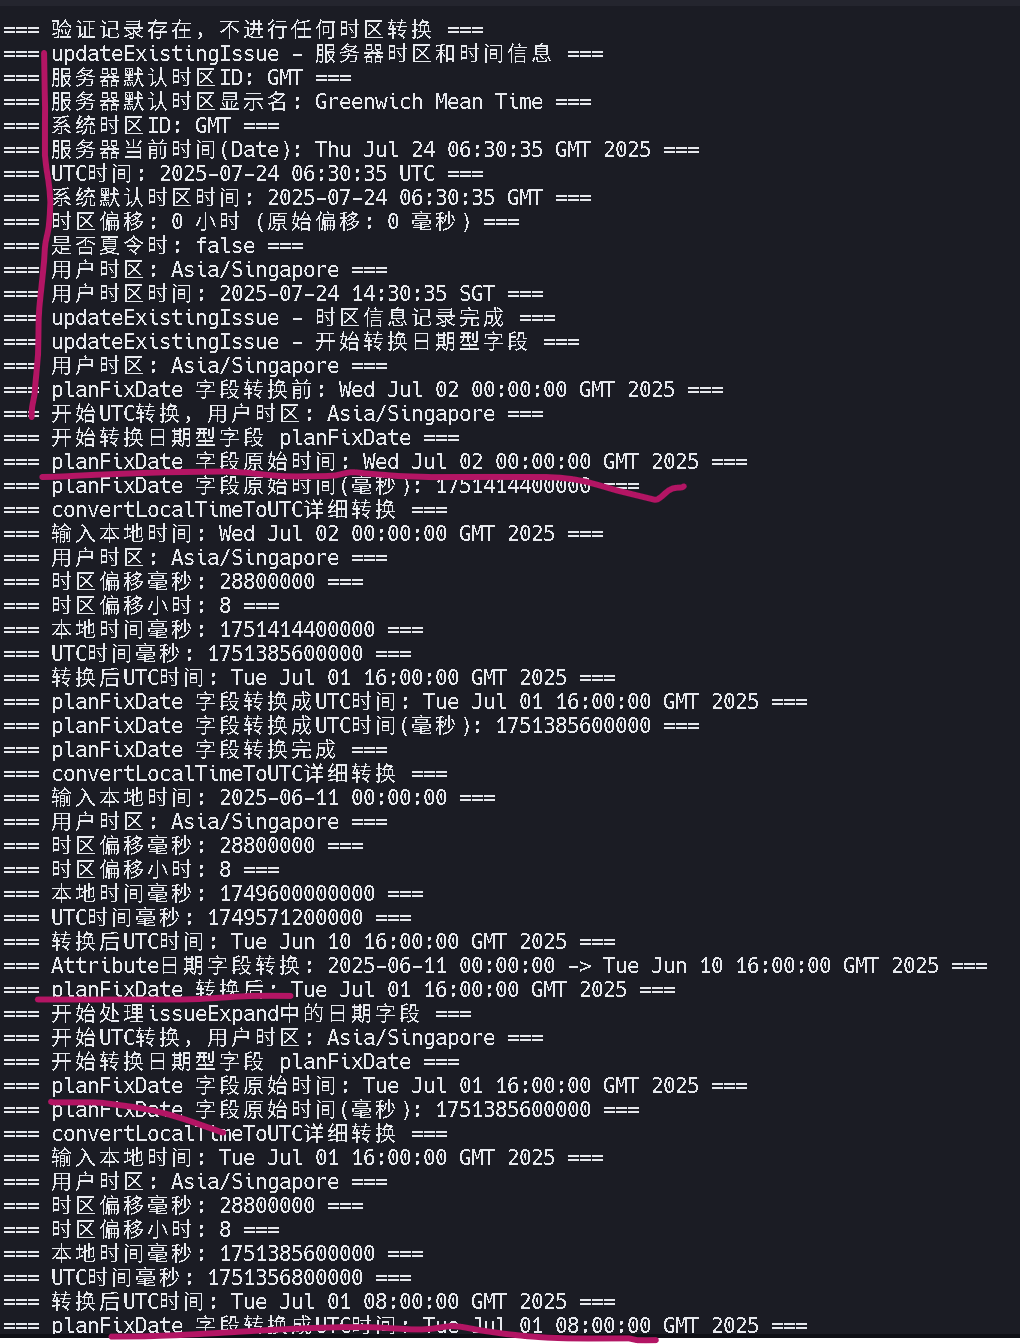 === 验证记录存在，不进行任何时区转换 ===
=== updateExistingIssue - 服务器时区和时间信息 ===
=== 服务器默认时区ID: GMT ===
=== 服务器默认时区显示名: Greenwich Mean Time ===
=== 系统时区ID: GMT ===
=== 服务器当前时间(Date): Thu Jul 24 06:30:35 GMT 2025 ===
=== UTC时间: 2025-07-24 06:30:35 UTC ===
=== 系统默认时区时间: 2025-07-24 06:30:35 GMT ===
=== 时区偏移: 0 小时 (原始偏移: 0 毫秒) ===
=== 是否夏令时: false ===
=== 用户时区: Asia/Singapore ===
=== 用户时区时间: 2025-07-24 14:30:35 SGT ===
=== updateExistingIssue - 时区信息记录完成 ===
=== updateExistingIssue - 开始转换日期型字段 ===
=== 用户时区: Asia/Singapore ===
=== planFixDate 字段转换前: Wed Jul 02 00:00:00 GMT 2025 ===
=== 开始UTC转换，用户时区: Asia/Singapore ===
=== 开始转换日期型字段 planFixDate ===
=== planFixDate 字段原始时间: Wed Jul 02 00:00:00 GMT 2025 ===
=== planFixDate 字段原始时间(毫秒): 1751414400000 ===
=== convertLocalTimeToUTC详细转换 ===
=== 输入本地时间: Wed Jul 02 00:00:00 GMT 2025 ===
=== 用户时区: Asia/Singapore ===
=== 时区偏移毫秒: 28800000 ===
=== 时区偏移小时: 8 ===
=== 本地时间毫秒: 1751414400000 ===
=== UTC时间毫秒: 1751385600000 ===
=== 转换后UTC时间: Tue Jul 01 16:00:00 GMT 2025 ===
=== planFixDate 字段转换成UTC时间: Tue Jul 01 16:00:00 GMT 2025 ===
=== planFixDate 字段转换成UTC时间(毫秒): 1751385600000 ===
=== planFixDate 字段转换完成 ===
=== convertLocalTimeToUTC详细转换 ===
=== 输入本地时间: 2025-06-11 00:00:00 ===
=== 用户时区: Asia/Singapore ===
=== 时区偏移毫秒: 28800000 ===
=== 时区偏移小时: 8 ===
=== 本地时间毫秒: 1749600000000 ===
=== UTC时间毫秒: 1749571200000 ===
=== 转换后UTC时间: Tue Jun 10 16:00:00 GMT 2025 ===
=== Attribute日期字段转换: 2025-06-11 00:00:00 -> Tue Jun 10 16:00:00 GMT 2025 ===
=== planFixDate 转换后: Tue Jul 01 16:00:00 GMT 2025 ===
=== 开始处理issueExpand中的日期字段 ===
=== 开始UTC转换，用户时区: Asia/Singapore ===
=== 开始转换日期型字段 planFixDate ===
=== planFixDate 字段原始时间: Tue Jul 01 16:00:00 GMT 2025 ===
=== planFixDate 字段原始时间(毫秒): 1751385600000 ===
=== convertLocalTimeToUTC详细转换 ===
=== 输入本地时间: Tue Jul 01 16:00:00 GMT 2025 ===
=== 用户时区: Asia/Singapore ===
=== 时区偏移毫秒: 28800000 ===
=== 时区偏移小时: 8 ===
=== 本地时间毫秒: 1751385600000 ===
=== UTC时间毫秒: 1751356800000 ===
=== 转换后UTC时间: Tue Jul 01 08:00:00 GMT 2025 ===
=== planFixDate 字段转换成UTC时间: Tue Jul 01 08:00:00 GMT 2025 ===